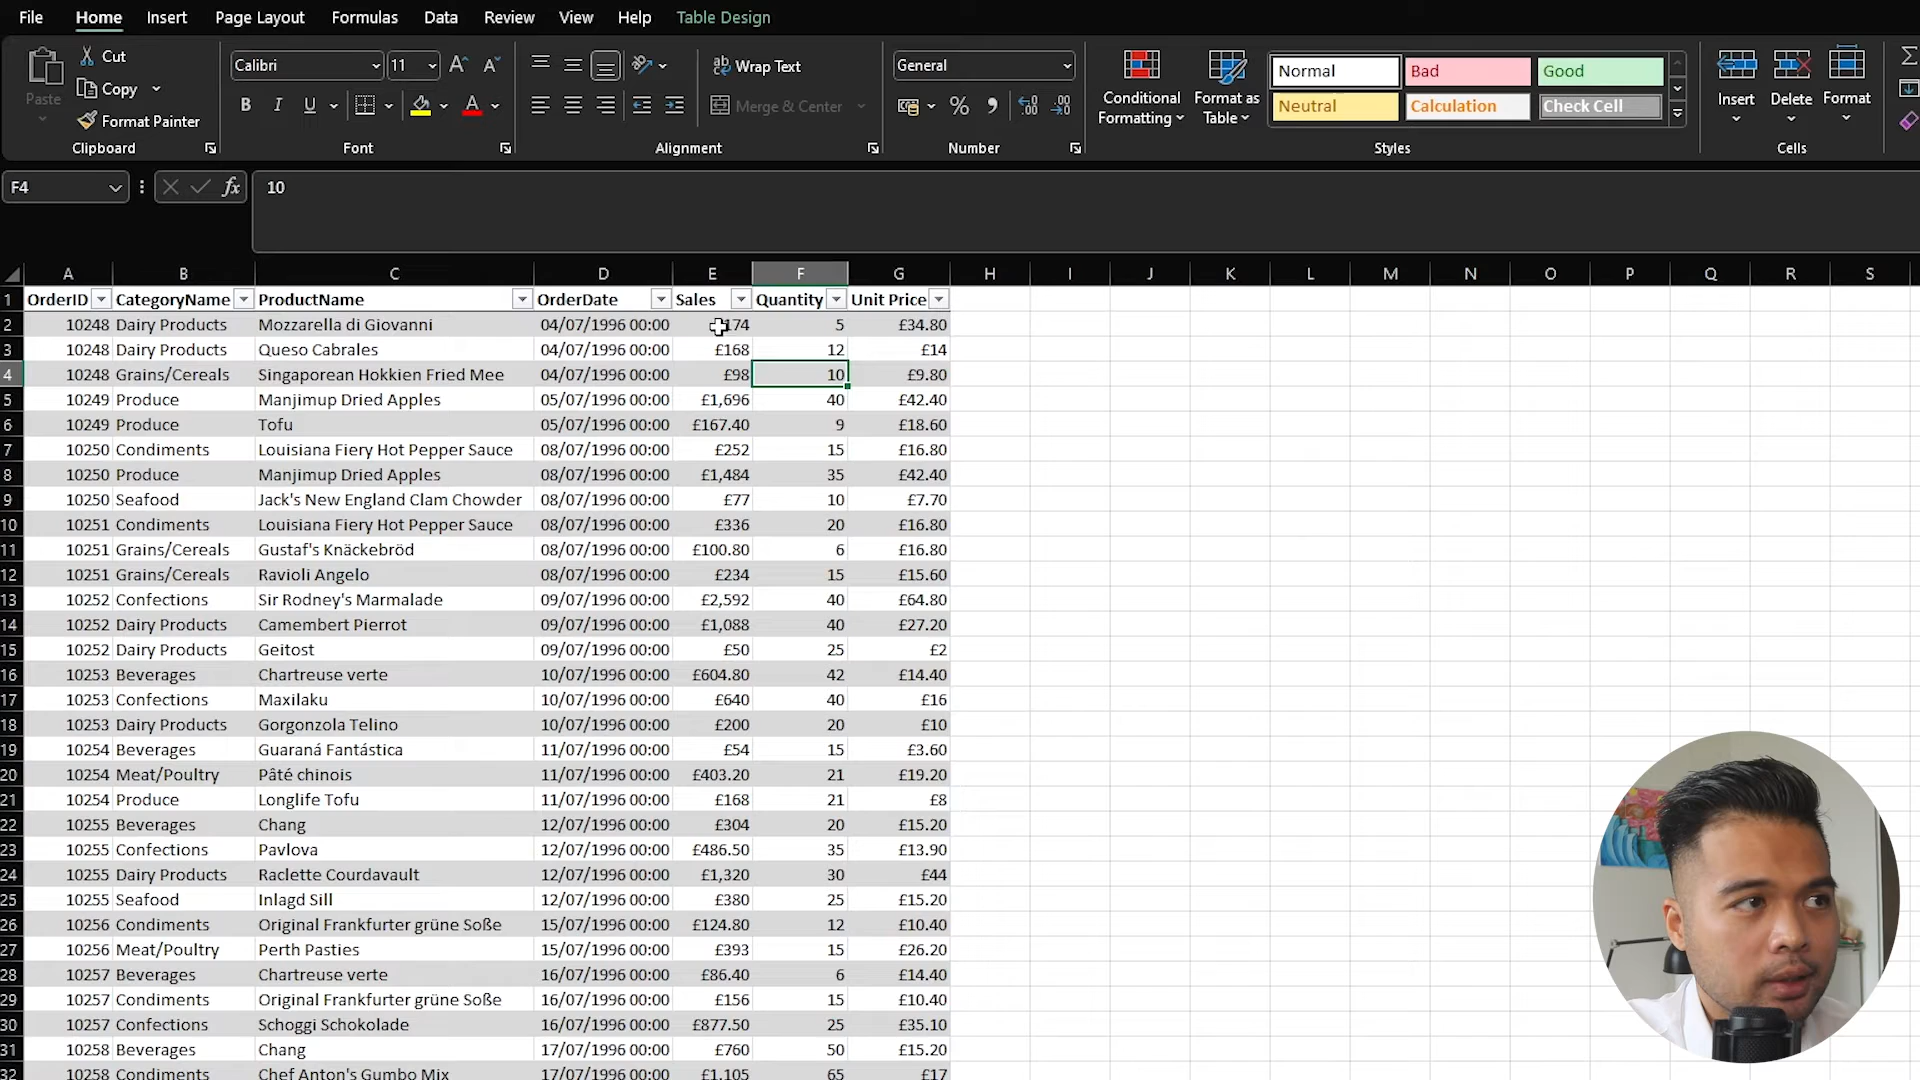 File Home Insert Page Layout Formulas Data Review View Help Table Design
Paste Cut Copy Format Painter Clipboard
Calibri 11 B I U A Font
ab Wrap Text Merge & Center Alignment
General % Number
Conditional Formatting Format as Table
Normal Bad Good
Neutral Calculation Check Cell
Styles
Insert Delete Format Cells
F4 fx 10
A B C D E F G H I J K L M N O P Q R S
1 OrderID CategoryName ProductName OrderDate Sales Quantity Unit Price
2 10248 Dairy Products Mozzarella di Giovanni 04/07/1996 00:00 174 5 £34.80
3 10248 Dairy Products Queso Cabrales 04/07/1996 00:00 £168 12 £14
4 10248 Grains/Cereals Singaporean Hokkien Fried Mee 04/07/1996 00:00 £98 10 £9.80
5 10249 Produce Manjimup Dried Apples 05/07/1996 00:00 £1,696 40 £42.40
6 10249 Produce Tofu 05/07/1996 00:00 £167.40 9 £18.60
7 10250 Condiments Louisiana Fiery Hot Pepper Sauce 08/07/1996 00:00 £252 15 £16.80
8 10250 Produce Manjimup Dried Apples 08/07/1996 00:00 £1,484 35 £42.40
9 10250 Seafood Jack's New England Clam Chowder 08/07/1996 00:00 £77 10 £7.70
10 10251 Condiments Louisiana Fiery Hot Pepper Sauce 08/07/1996 00:00 £336 20 £16.80
11 10251 Grains/Cereals Gustaf's Knäckebröd 08/07/1996 00:00 £100.80 6 £16.80
12 10251 Grains/Cereals Ravioli Angelo 08/07/1996 00:00 £234 15 £15.60
13 10252 Confections Sir Rodney's Marmalade 09/07/1996 00:00 £2,592 40 £64.80
14 10252 Dairy Products Camembert Pierrot 09/07/1996 00:00 £1,088 40 £27.20
15 10252 Dairy Products Geitost 09/07/1996 00:00 £50 25 £2
16 10253 Beverages Chartreuse verte 10/07/1996 00:00 £604.80 42 £14.40
17 10253 Confections Maxilaku 10/07/1996 00:00 £640 40 £16
18 10253 Dairy Products Gorgonzola Telino 10/07/1996 00:00 £200 20 £10
19 10254 Beverages Guaraná Fantástica 11/07/1996 00:00 £54 15 £3.60
20 10254 Meat/Poultry Pâté chinois 11/07/1996 00:00 £403.20 21 £19.20
21 10254 Produce Longlife Tofu 11/07/1996 00:00 £168 21 £8
22 10255 Beverages Chang 12/07/1996 00:00 £304 20 £15.20
23 10255 Confections Pavlova 12/07/1996 00:00 £486.50 35 £13.90
24 10255 Dairy Products Raclette Courdavault 12/07/1996 00:00 £1,320 30 £44
25 10255 Seafood Inlagd Sill 12/07/1996 00:00 £380 25 £15.20
26 10256 Condiments Original Frankfurter grüne Soße 15/07/1996 00:00 £124.80 12 £10.40
27 10256 Meat/Poultry Perth Pasties 15/07/1996 00:00 £393 15 £26.20
28 10257 Beverages Chartreuse verte 16/07/1996 00:00 £86.40 6 £14.40
29 10257 Condiments Original Frankfurter grüne Soße 16/07/1996 00:00 £156 15 £10.40
30 10257 Confections Schoggi Schokolade 16/07/1996 00:00 £877.50 25 £35.10
31 10258 Beverages Chang 17/07/1996 00:00 £760 50 £15.20
32 10258 Condiments Chef Anton's Gumbo Mix 17/07/1996 00:00 £1,105 65 £17